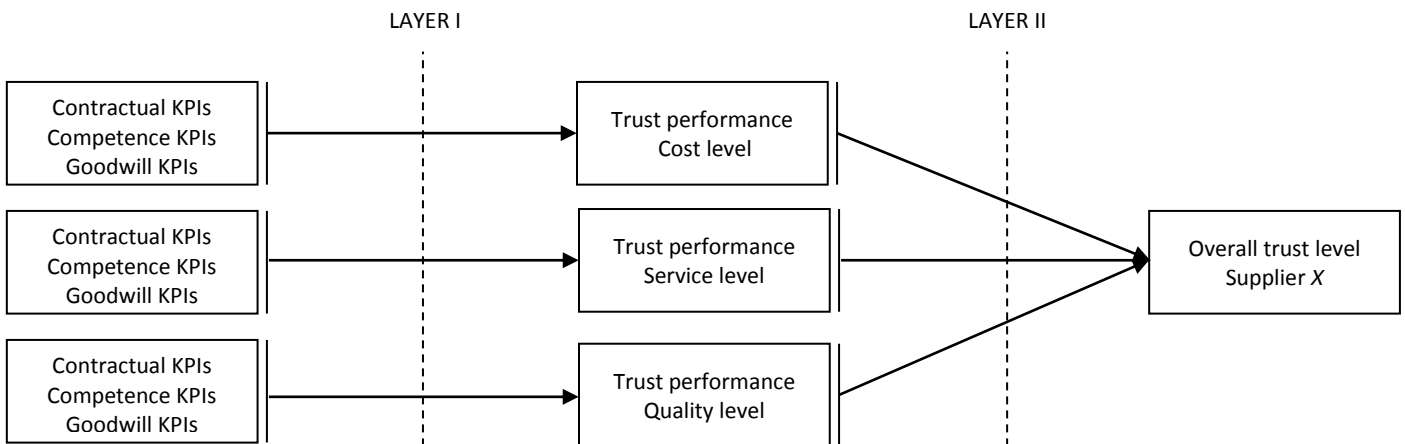 LAYER I
LAYER II
Contractual KPIs
Competence KPIs
Goodwill KPIs
Trust performance
Cost level
Contractual KPIs
Competence KPIs
Goodwill KPIs
Trust performance
Service level
Overall trust level
Supplier X
Contractual KPIs
Competence KPIs
Goodwill KPIs
Trust performance
Quality level